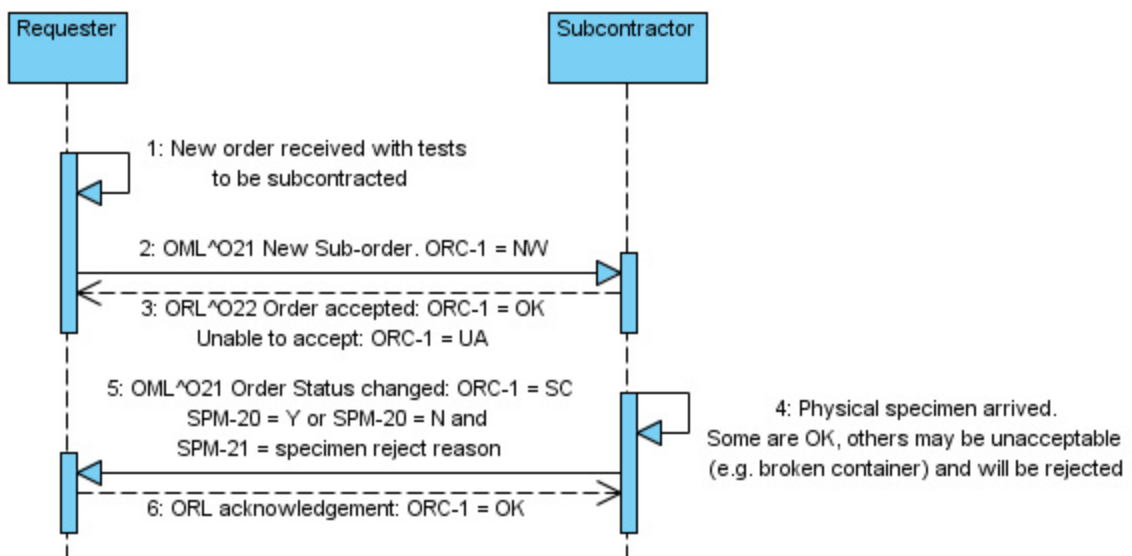 Requester
Subcontractor
1: New order received with tests
to be subcontracted
2: OML^O21 New Sub-order. ORC-1 = NW
3: ORL^O22 Order accepted: ORC-1 = OK
Unable to accept: ORC-1 = UA
5: OML^O21 Order Status changed: ORC-1 = SC
SPM-20 = Y or SPM-20 = N and
SPM-21 = specimen reject reason
4: Physical specimen arrived.
Some are OK, others may be unacceptable
(e.g. broken container) and will be rejected
6: ORL acknowledgement: ORC-1 = OK